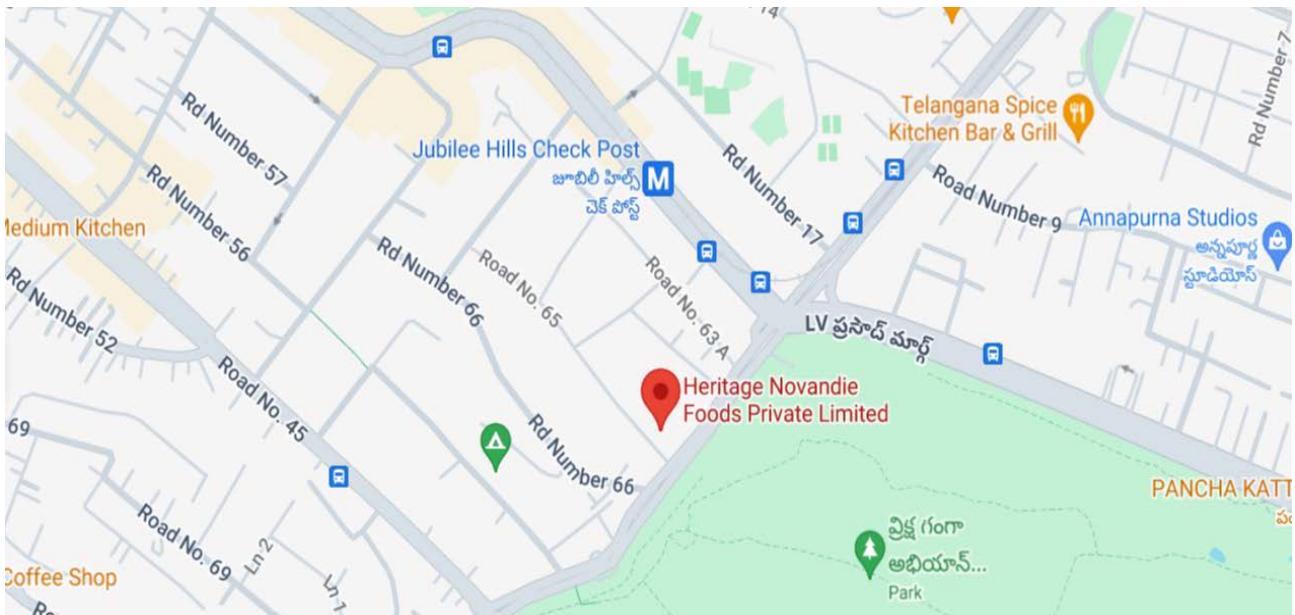 14
Rd Number 7
Telangana Spice
Kitchen Bar & Grill
Rd Number 57
Jubilee Hills Check Post
జూబిలీ హిల్స్
చెక్ పోస్ట్
M
Rd Number 17
Road Number 9
Rd Number 56
Annapurna Studios
అన్నపూర్ణ
స్టూడియోస్
Medium Kitchen
Rd Number 66
Road No. 65
Road No. 63 A
Rd Number 52
LV ప్రసాద్ మార్గ్
Road No. 45
Heritage Novandie
Foods Private Limited
69
Rd Number 66
PANCHA KATT
Road No. 69
Ln 2
వ్రిక్ష గంగా
అభియాన్...
Park
Coffee Shop
Ln 1